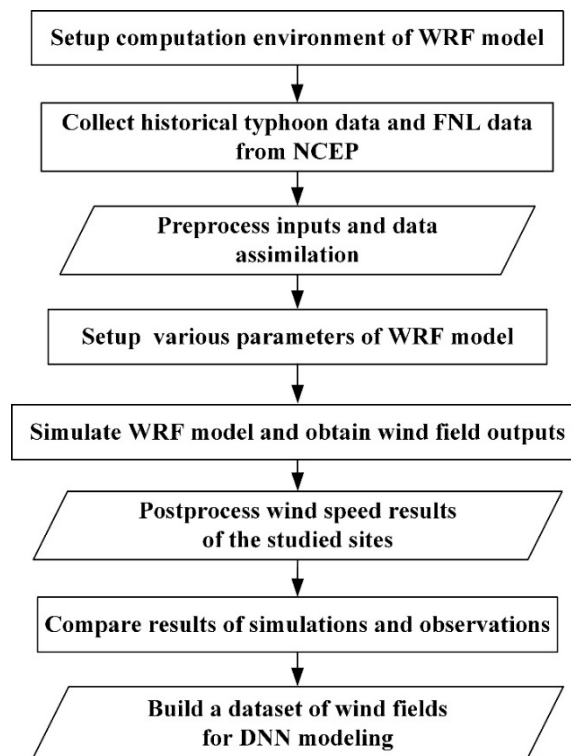 Setup computation environment of WRF model
Collect historical typhoon data and FNL data
from NCEP
Preprocess inputs and data
assimilation
Setup various parameters of WRF model
Simulate WRF model and obtain wind field outputs
Postprocess wind speed results
of the studied sites
Compare results of simulations and observations
Build a dataset of wind fields
for DNN modeling